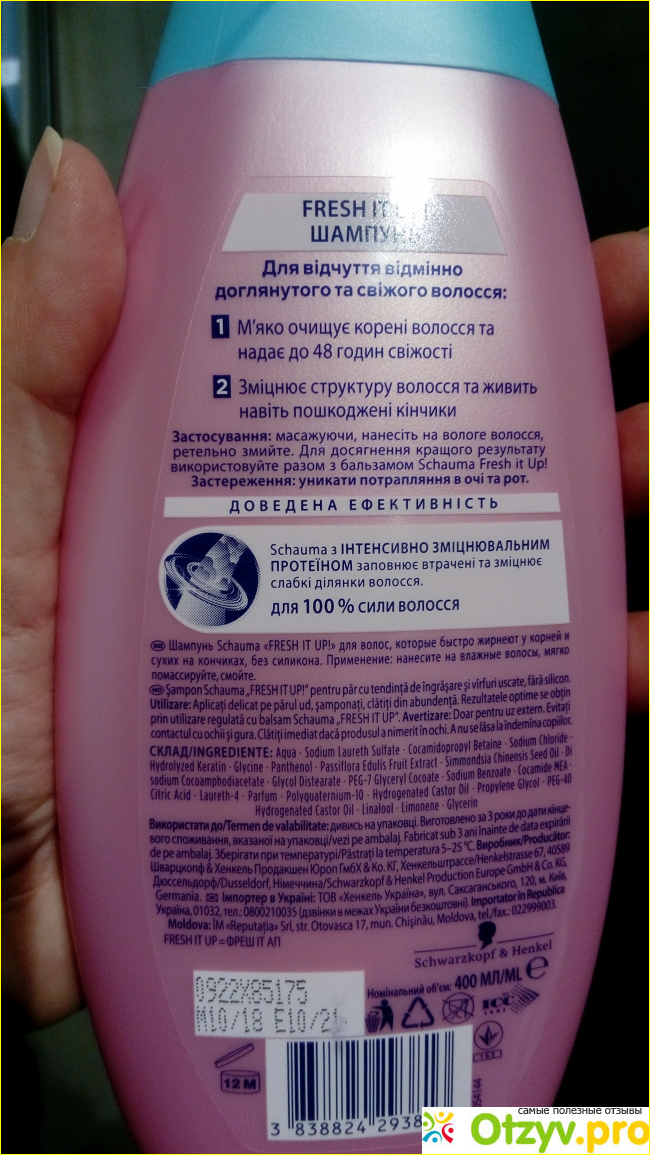 FRESH IT
ШАМПУНЬ
Для відчуття відмінно
доглянутого та свіжого волосся:
1 М'яко очищує корені волосся та
надає до 48 годин свіжості
2 Зміцнює структуру волосся та живить
навіть пошкоджені кінчики
Застосування: масажуючи, нанесіть на вологе волосся,
ретельно змийте. Для досягнення кращого результату
використовуйте разом з бальзамом Schauma Fresh it Up!
Застереження: уникати потрапляння в очі та рот.
ДОВЕДЕНА ЕФЕКТИВНІСТЬ
Schauma з ІНТЕНСИВНО ЗМІЦНЮВАЛЬНИМ
ПРОТЕЇНОМ заповнює втрачені та зміцнює
слабкі ділянки волосся.
для 100 % сили волосся
Шампунь Schauma «FRESH IT UP!» для волос, которые быстро жирнеют у корней и
сухих на кончиках, без силикона. Применение: нанесите на влажные волосы, мягко
помассируйте, смойте.
Șampon Schauma „FRESH IT UP!" pentru păr cu tendință de îngrășare și vîrfuri uscate, fără silicon.
Utilizare: Aplicați delicat pe părul ud, șamponați, clătiți din abundență. Rezultatele optime se obțin
prin utilizare regulată cu balsam Schauma „FRESH IT UP". Avertizare: Doar pentru uz extern. Evitați
contactul cu ochii și gura. Clătiți imediat dacă produsul a nimerit în ochi. A nu se lăsa la îndemîna copiilor.
СКЛАД/INGREDIENTE: Aqua · Sodium Laureth Sulfate · Cocamidopropyl Betaine · Sodium Chloride ·
Hydrolyzed Keratin · Glycine · Panthenol · Passiflora Edulis Fruit Extract · Simmondsia Chinensis Seed Oil · Di
sodium Cocoamphodiacetate · Glycol Distearate · PEG-7 Glyceryl Cocoate · Sodium Benzoate · Cocamide MEA ·
Citric Acid · Laureth-4 · Parfum · Polyquaternium-10 · Hydrogenated Castor Oil · Propylene Glycol · PEG-40
Hydrogenated Castor Oil · Linalool · Limonene · Glycerin
Використати до/Termen de valabilitate: дивись на упаковці. Виготовлено за 3 роки до дати кінце-
вого споживання, вказаної на упаковці/vezi pe ambalaj. Fabricat sub 3 ani înainte de data expirării
de pe ambalaj. Зберігати при температурі/Păstrați la temperatura 5–25 °C. Виробник/Producător:
Шварцкопф & Хенкель Продакшен Юроп ГмбХ & Ко. КГ, Хенкельштрассе/Henkelstrasse 67, 40589
Дюссельдорф/Dusseldorf, Німеччина/Schwarzkopf & Henkel Production Europe GmbH & Co. KG,
Germania. Імпортер в Україні: ТОВ «Хенкель Україна», вул. Саксаганського, 120, м. Київ,
Україна, 01032, тел.: 0800210035 (дзвінки в межах України безкоштовні). Importator în Republica
Moldova: ÎM «Reputația» Srl, str. Otovasca 17, mun. Chișinău, Moldova, tel./fax.: 022999003.
FRESH IT UP = ФРЕШ ІТ АП
Schwarzkopf & Henkel
Номінальний об'єм: 400 МЛ/ML e
0922X85175
M10/18 E10/21
12 M
3 838824 2938
самые полезные отзывы
Otzyv.pro